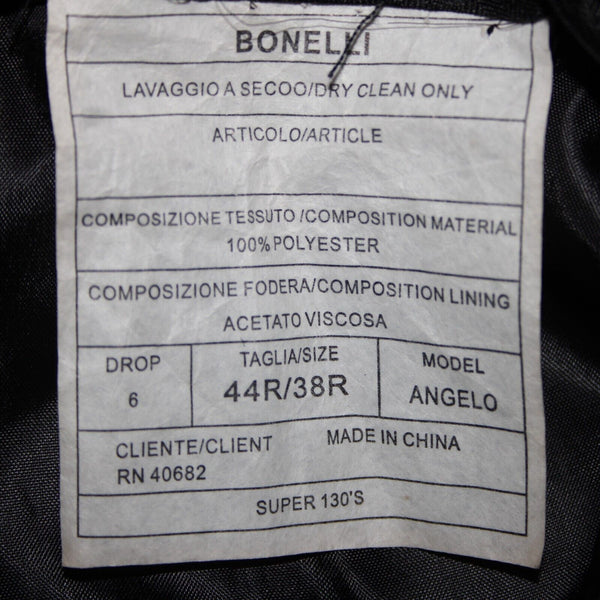 BONELLI
LAVAGGIO A SECOO/DRY CLEAN ONLY
ARTICOLO/ARTICLE
COMPOSIZIONE TESSUTO /COMPOSITION MATERIAL
100%POLYESTER
COMPOSIZIONE FODERA/COMPOSITION LINING
ACETATO VISCOSA
DROP
6
TAGLIA/SIZE
44R/38R
MODEL
ANGELO
CLIENTE/CLIENT
RN 40682
MADE IN CHINA
SUPER 130'S